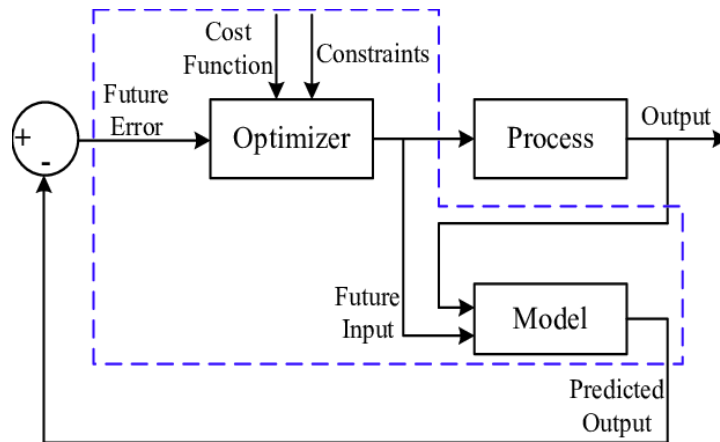 Cost
Function
Constraints
Future
Error
+
-
Optimizer
Process
Output
Future
Input
Model
Predicted
Output